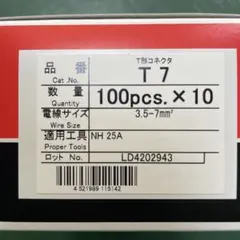 T形コネクタ
品番 T 7
Cat .No.
数量 100pcs. × 10
Quantity
電線サイズ 3.5-7mm²
Wire Size
適用工具 NH 25A
Proper Tools
ロット No. LD4202943
4 521989 115142